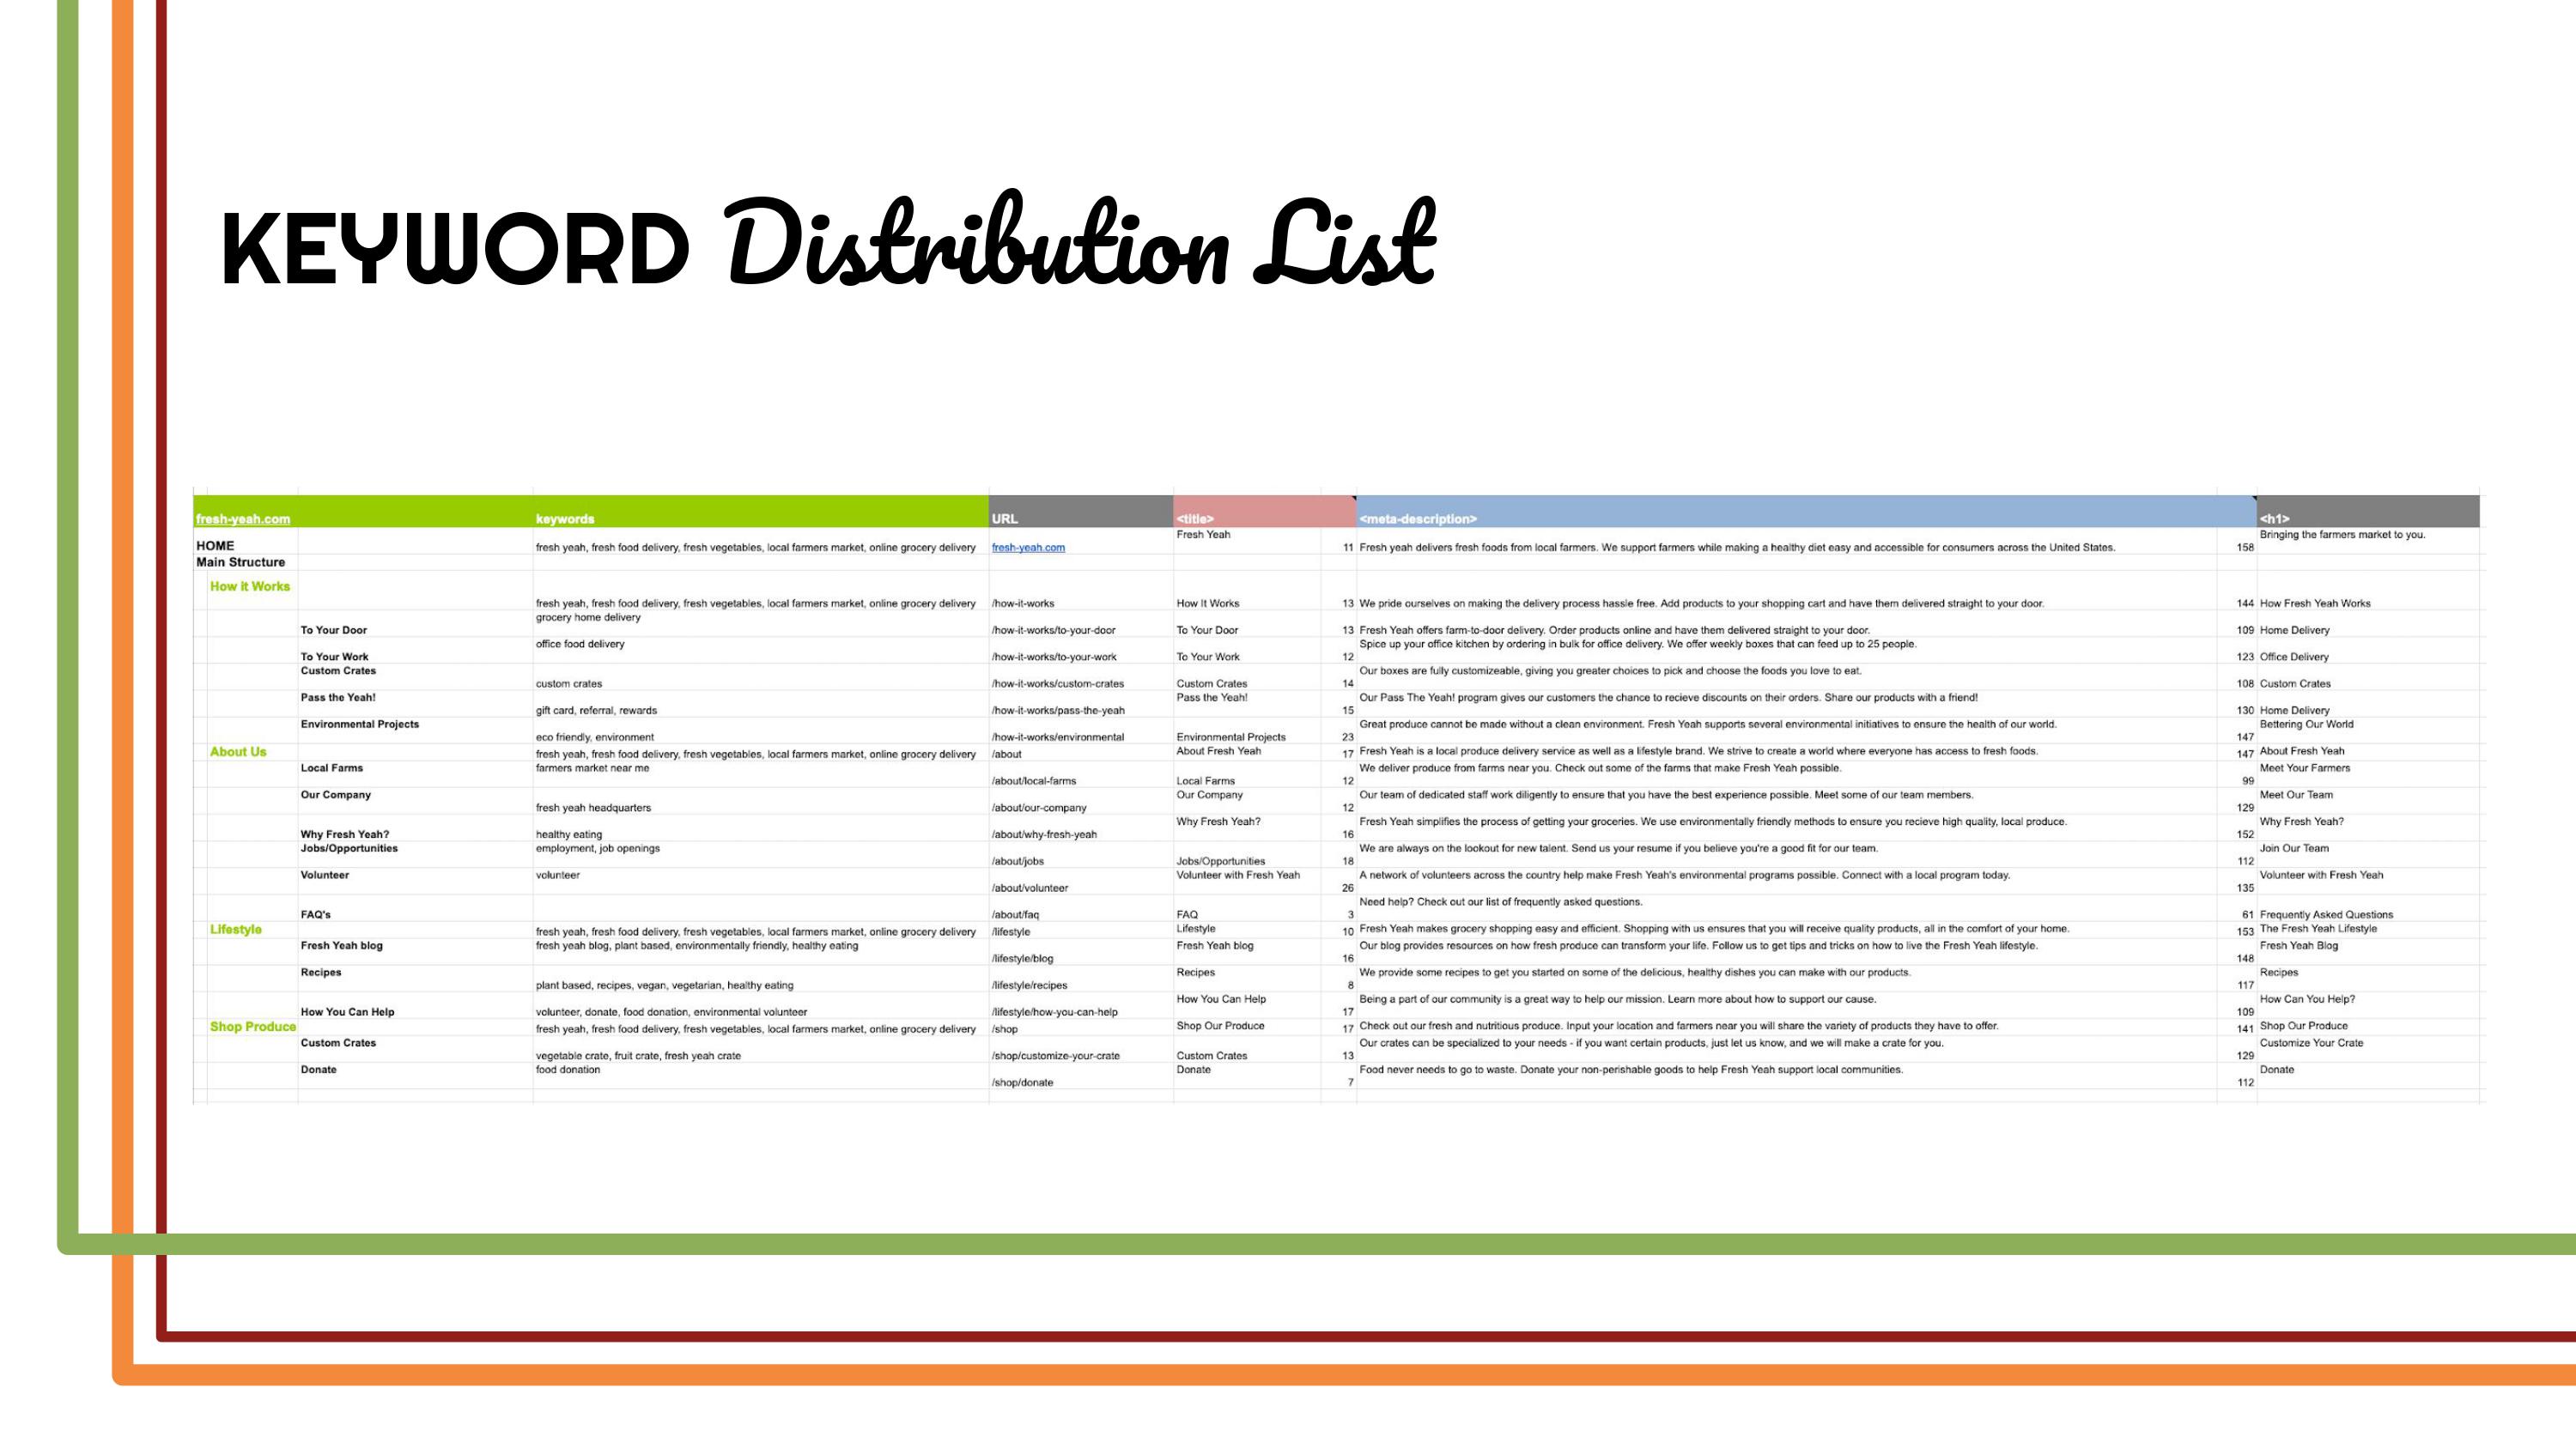 KEYWORD Distribution List
fresh-yeah.com keywords URL <title> <meta-description> <h1>
HOME fresh yeah, fresh food delivery, fresh vegetables, local farmers market, online grocery delivery fresh-yeah.com Fresh Yeah 11 Fresh yeah delivers fresh foods from local farmers. We support farmers while making a healthy diet easy and accessible for consumers across the United States. 158 Bringing the farmers market to you.
Main Structure
How it Works fresh yeah, fresh food delivery, fresh vegetables, local farmers market, online grocery delivery /how-it-works How It Works 13 We pride ourselves on making the delivery process hassle free. Add products to your shopping cart and have them delivered straight to your door. 144 How Fresh Yeah Works
To Your Door grocery home delivery /how-it-works/to-your-door To Your Door 13 Fresh Yeah offers farm-to-door delivery. Order products online and have them delivered straight to your door. 109 Home Delivery
To Your Work office food delivery /how-it-works/to-your-work To Your Work 12 Spice up your office kitchen by ordering in bulk for office delivery. We offer weekly boxes that can feed up to 25 people. 123 Office Delivery
Custom Crates custom crates /how-it-works/custom-crates Custom Crates 14 Our boxes are fully customizeable, giving you greater choices to pick and choose the foods you love to eat. 108 Custom Crates
Pass the Yeah! gift card, referral, rewards /how-it-works/pass-the-yeah Pass the Yeah! 15 Our Pass The Yeah! program gives our customers the chance to recieve discounts on their orders. Share our products with a friend! 130 Home Delivery
Environmental Projects eco friendly, environment /how-it-works/environmental Environmental Projects 23 Great produce cannot be made without a clean environment. Fresh Yeah supports several environmental initiatives to ensure the health of our world. 147 Bettering Our World
About Us fresh yeah, fresh food delivery, fresh vegetables, local farmers market, online grocery delivery /about About Fresh Yeah 17 Fresh Yeah is a local produce delivery service as well as a lifestyle brand. We strive to create a world where everyone has access to fresh foods. 147 About Fresh Yeah
Local Farms farmers market near me /about/local-farms Local Farms 12 We deliver produce from farms near you. Check out some of the farms that make Fresh Yeah possible. 99 Meet Your Farmers
Our Company fresh yeah headquarters /about/our-company Our Company 12 Our team of dedicated staff work diligently to ensure that you have the best experience possible. Meet some of our team members. 129 Meet Our Team
Why Fresh Yeah? healthy eating /about/why-fresh-yeah Why Fresh Yeah? 16 Fresh Yeah simplifies the process of getting your groceries. We use environmentally friendly methods to ensure you recieve high quality, local produce. 152 Why Fresh Yeah?
Jobs/Opportunities employment, job openings /about/jobs Jobs/Opportunities 18 We are always on the lookout for new talent. Send us your resume if you believe you're a good fit for our team. 112 Join Our Team
Volunteer volunteer /about/volunteer Volunteer with Fresh Yeah 26 A network of volunteers across the country help make Fresh Yeah's environmental programs possible. Connect with a local program today. 135 Volunteer with Fresh Yeah
FAQ's /about/faq FAQ 3 Need help? Check out our list of frequently asked questions. 61 Frequently Asked Questions
Lifestyle fresh yeah, fresh food delivery, fresh vegetables, local farmers market, online grocery delivery /lifestyle Lifestyle 10 Fresh Yeah makes grocery shopping easy and efficient. Shopping with us ensures that you will receive quality products, all in the comfort of your home. 153 The Fresh Yeah Lifestyle
Fresh Yeah blog fresh yeah blog, plant based, environmentally friendly, healthy eating /lifestyle/blog Fresh Yeah blog 16 Our blog provides resources on how fresh produce can transform your life. Follow us to get tips and tricks on how to live the Fresh Yeah lifestyle. 148 Fresh Yeah Blog
Recipes plant based, recipes, vegan, vegetarian, healthy eating /lifestyle/recipes Recipes 8 We provide some recipes to get you started on some of the delicious, healthy dishes you can make with our products. 117 Recipes
How You Can Help volunteer, donate, food donation, environmental volunteer /lifestyle/how-you-can-help How You Can Help 17 Being a part of our community is a great way to help our mission. Learn more about how to support our cause. 109 How Can You Help?
Shop Produce fresh yeah, fresh food delivery, fresh vegetables, local farmers market, online grocery delivery /shop Shop Our Produce 17 Check out our fresh and nutritious produce. Input your location and farmers near you will share the variety of products they have to offer. 141 Shop Our Produce
Custom Crates vegetable crate, fruit crate, fresh yeah crate /shop/customize-your-crate Custom Crates 13 Our crates can be specialized to your needs - if you want certain products, just let us know, and we will make a crate for you. 129 Customize Your Crate
Donate food donation /shop/donate Donate 7 Food never needs to go to waste. Donate your non-perishable goods to help Fresh Yeah support local communities. 112 Donate